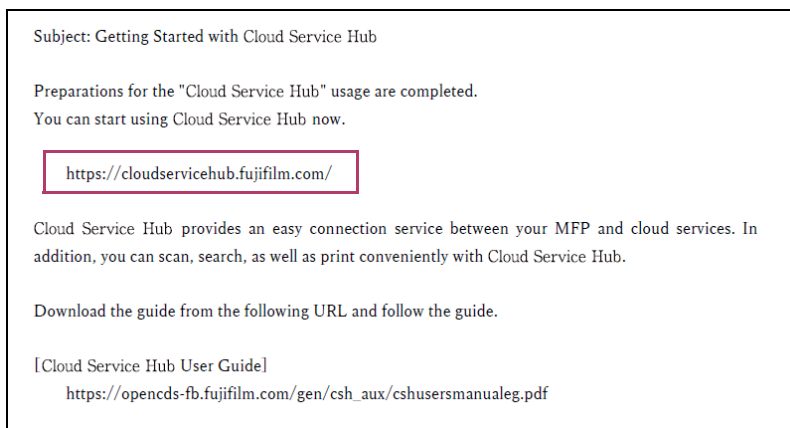 Subject: Getting Started with Cloud Service Hub
Preparations for the "Cloud Service Hub" usage are completed.
You can start using Cloud Service Hub now.
https://cloudservicehub.fujifilm.com/
Cloud Service Hub provides an easy connection service between your MFP and cloud services. In
addition, you can scan, search, as well as print conveniently with Cloud Service Hub.
Download the guide from the following URL and follow the guide.
[Cloud Service Hub User Guide]
https://opencds-fb.fujifilm.com/gen/csh_aux/cshusersmanualeg.pdf